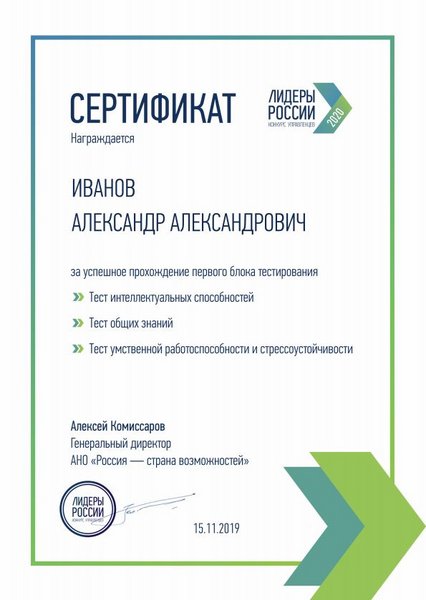 СЕРТИФИКАТ
Награждается
ЛИДЕРЫ
РОССИИ
КОНКУРС УПРАВЛЕНЦЕВ
2020
ИВАНОВ
АЛЕКСАНДР АЛЕКСАНДРОВИЧ
за успешное прохождение первого блока тестирования
Тест интеллектуальных способностей
Тест общих знаний
Тест умственной работоспособности и стрессоустойчивости
Алексей Комиссаров
Генеральный директор
АНО «Россия — страна возможностей»
ЛИДЕРЫ
РОССИИ
КОНКУРС УПРАВЛЕНЦЕВ
15.11.2019